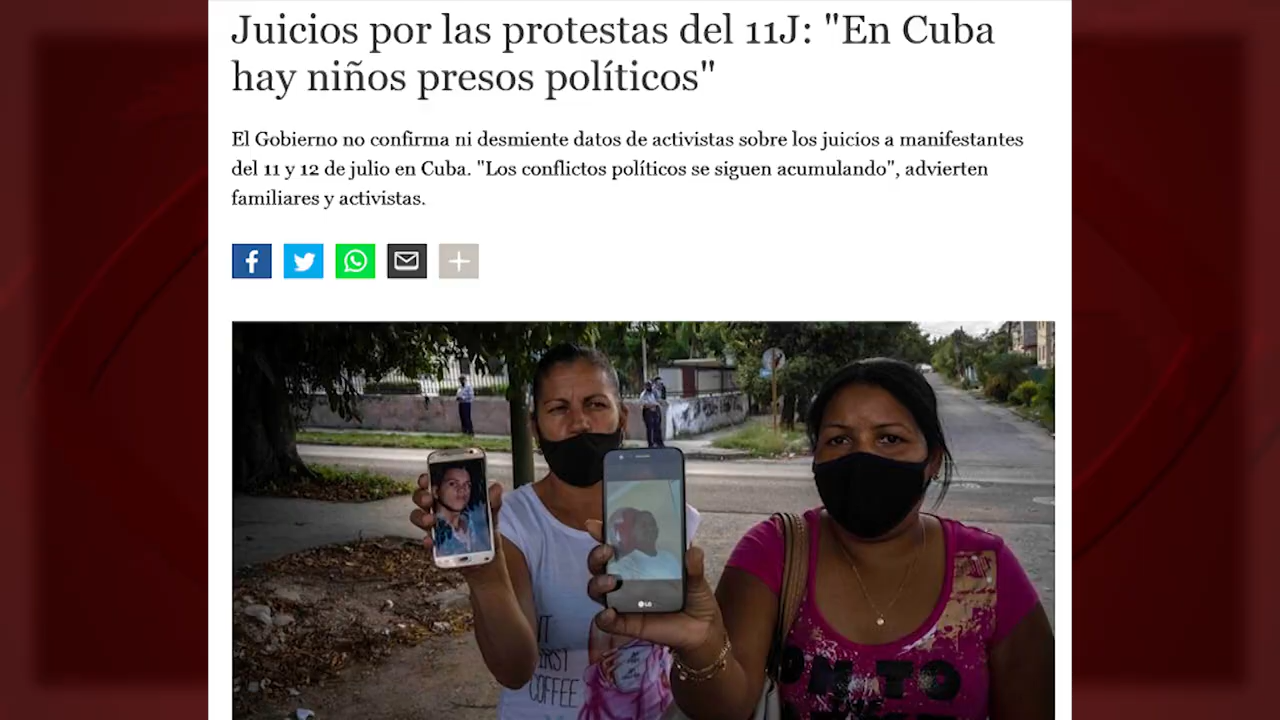 Juicios por las protestas del 11J: "En Cuba
hay niños presos políticos"
El Gobierno no confirma ni desmiente datos de activistas sobre los juicios a manifestantes
del 11 y 12 de julio en Cuba. "Los conflictos políticos se siguen acumulando", advierten
familiares y activistas.
LG
COFFEE